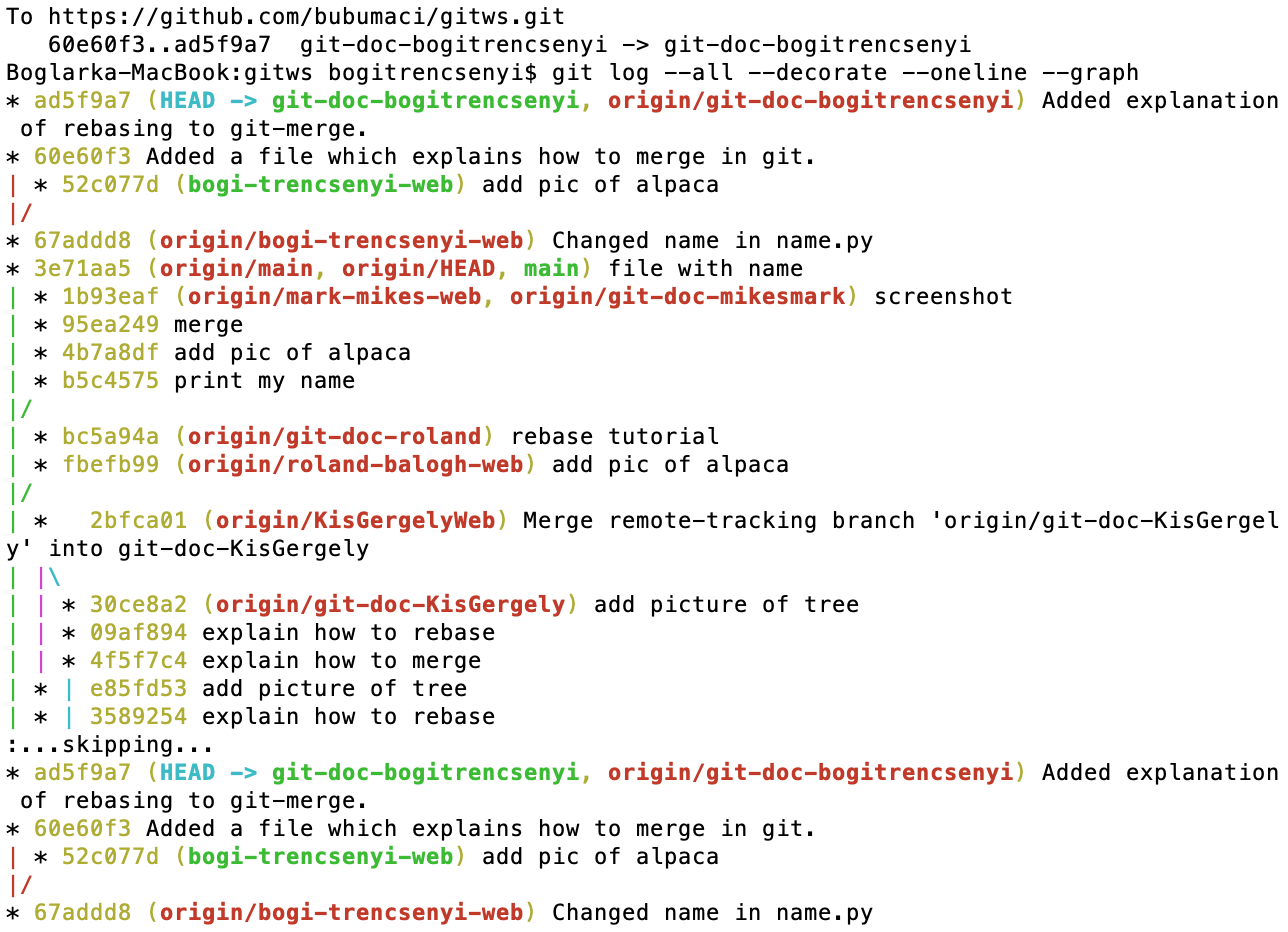 To https://github.com/bubumaci/gitws.git
   60e60f3..ad5f9a7  git-doc-bogitrencsenyi -> git-doc-bogitrencsenyi
Boglarka-MacBook:gitws bogitrencsenyi$ git log --all --decorate --oneline --graph
* ad5f9a7 (HEAD -> git-doc-bogitrencsenyi, origin/git-doc-bogitrencsenyi) Added explanation
 of rebasing to git-merge.
* 60e60f3 Added a file which explains how to merge in git.
| * 52c077d (bogi-trencsenyi-web) add pic of alpaca
|/
* 67addd8 (origin/bogi-trencsenyi-web) Changed name in name.py
* 3e71aa5 (origin/main, origin/HEAD, main) file with name
| * 1b93eaf (origin/mark-mikes-web, origin/git-doc-mikesmark) screenshot
| * 95ea249 merge
| * 4b7a8df add pic of alpaca
| * b5c4575 print my name
|/
| * bc5a94a (origin/git-doc-roland) rebase tutorial
| * fbefb99 (origin/roland-balogh-web) add pic of alpaca
|/
| *   2bfca01 (origin/KisGergelyWeb) Merge remote-tracking branch 'origin/git-doc-KisGergel
y' into git-doc-KisGergely
| |\
| | * 30ce8a2 (origin/git-doc-KisGergely) add picture of tree
| | * 09af894 explain how to rebase
| | * 4f5f7c4 explain how to merge
| * | e85fd53 add picture of tree
| * | 3589254 explain how to rebase
:...skipping...
* ad5f9a7 (HEAD -> git-doc-bogitrencsenyi, origin/git-doc-bogitrencsenyi) Added explanation
 of rebasing to git-merge.
* 60e60f3 Added a file which explains how to merge in git.
| * 52c077d (bogi-trencsenyi-web) add pic of alpaca
|/
* 67addd8 (origin/bogi-trencsenyi-web) Changed name in name.py